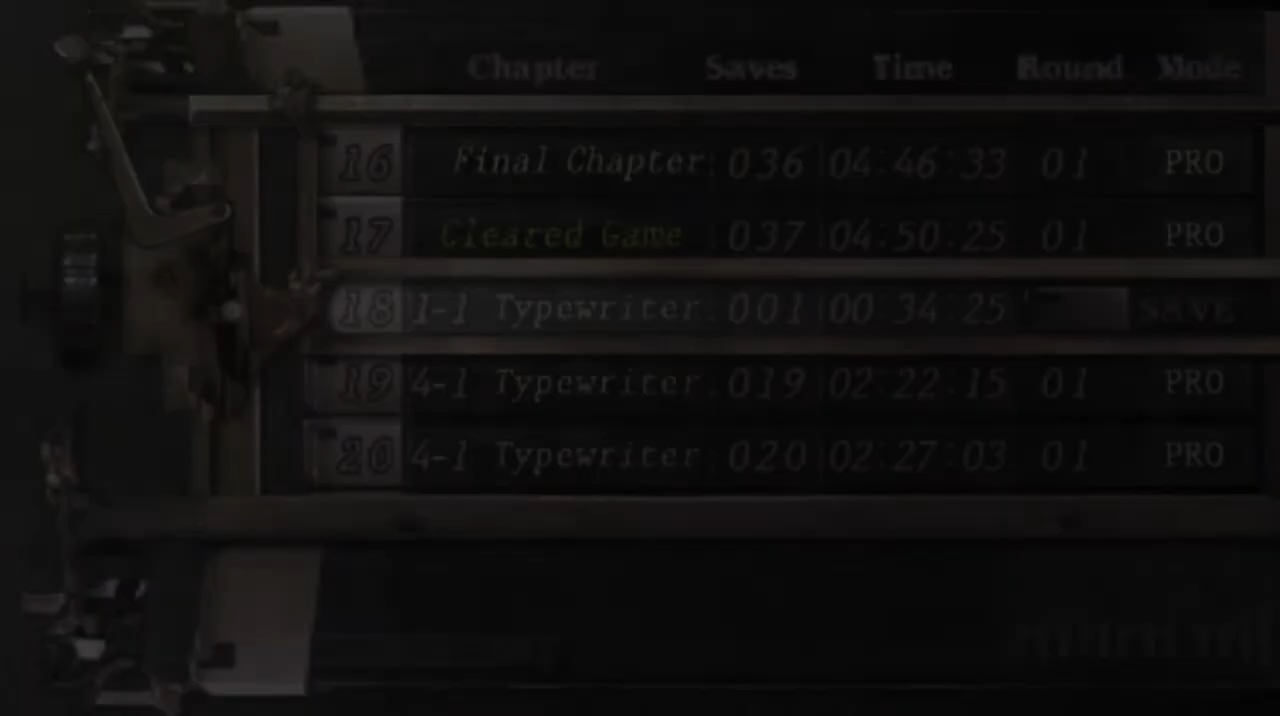 Chapter Saves Time Round Mode
16 Final Chapter 036 04:46:33 01 PRO
17 Cleared Game 037 04:50:25 01 PRO
18 1-1 Typewriter 001 00:34:25 SAVE
19 4-1 Typewriter 019 02:22:15 01 PRO
20 4-1 Typewriter 020 02:27:03 01 PRO